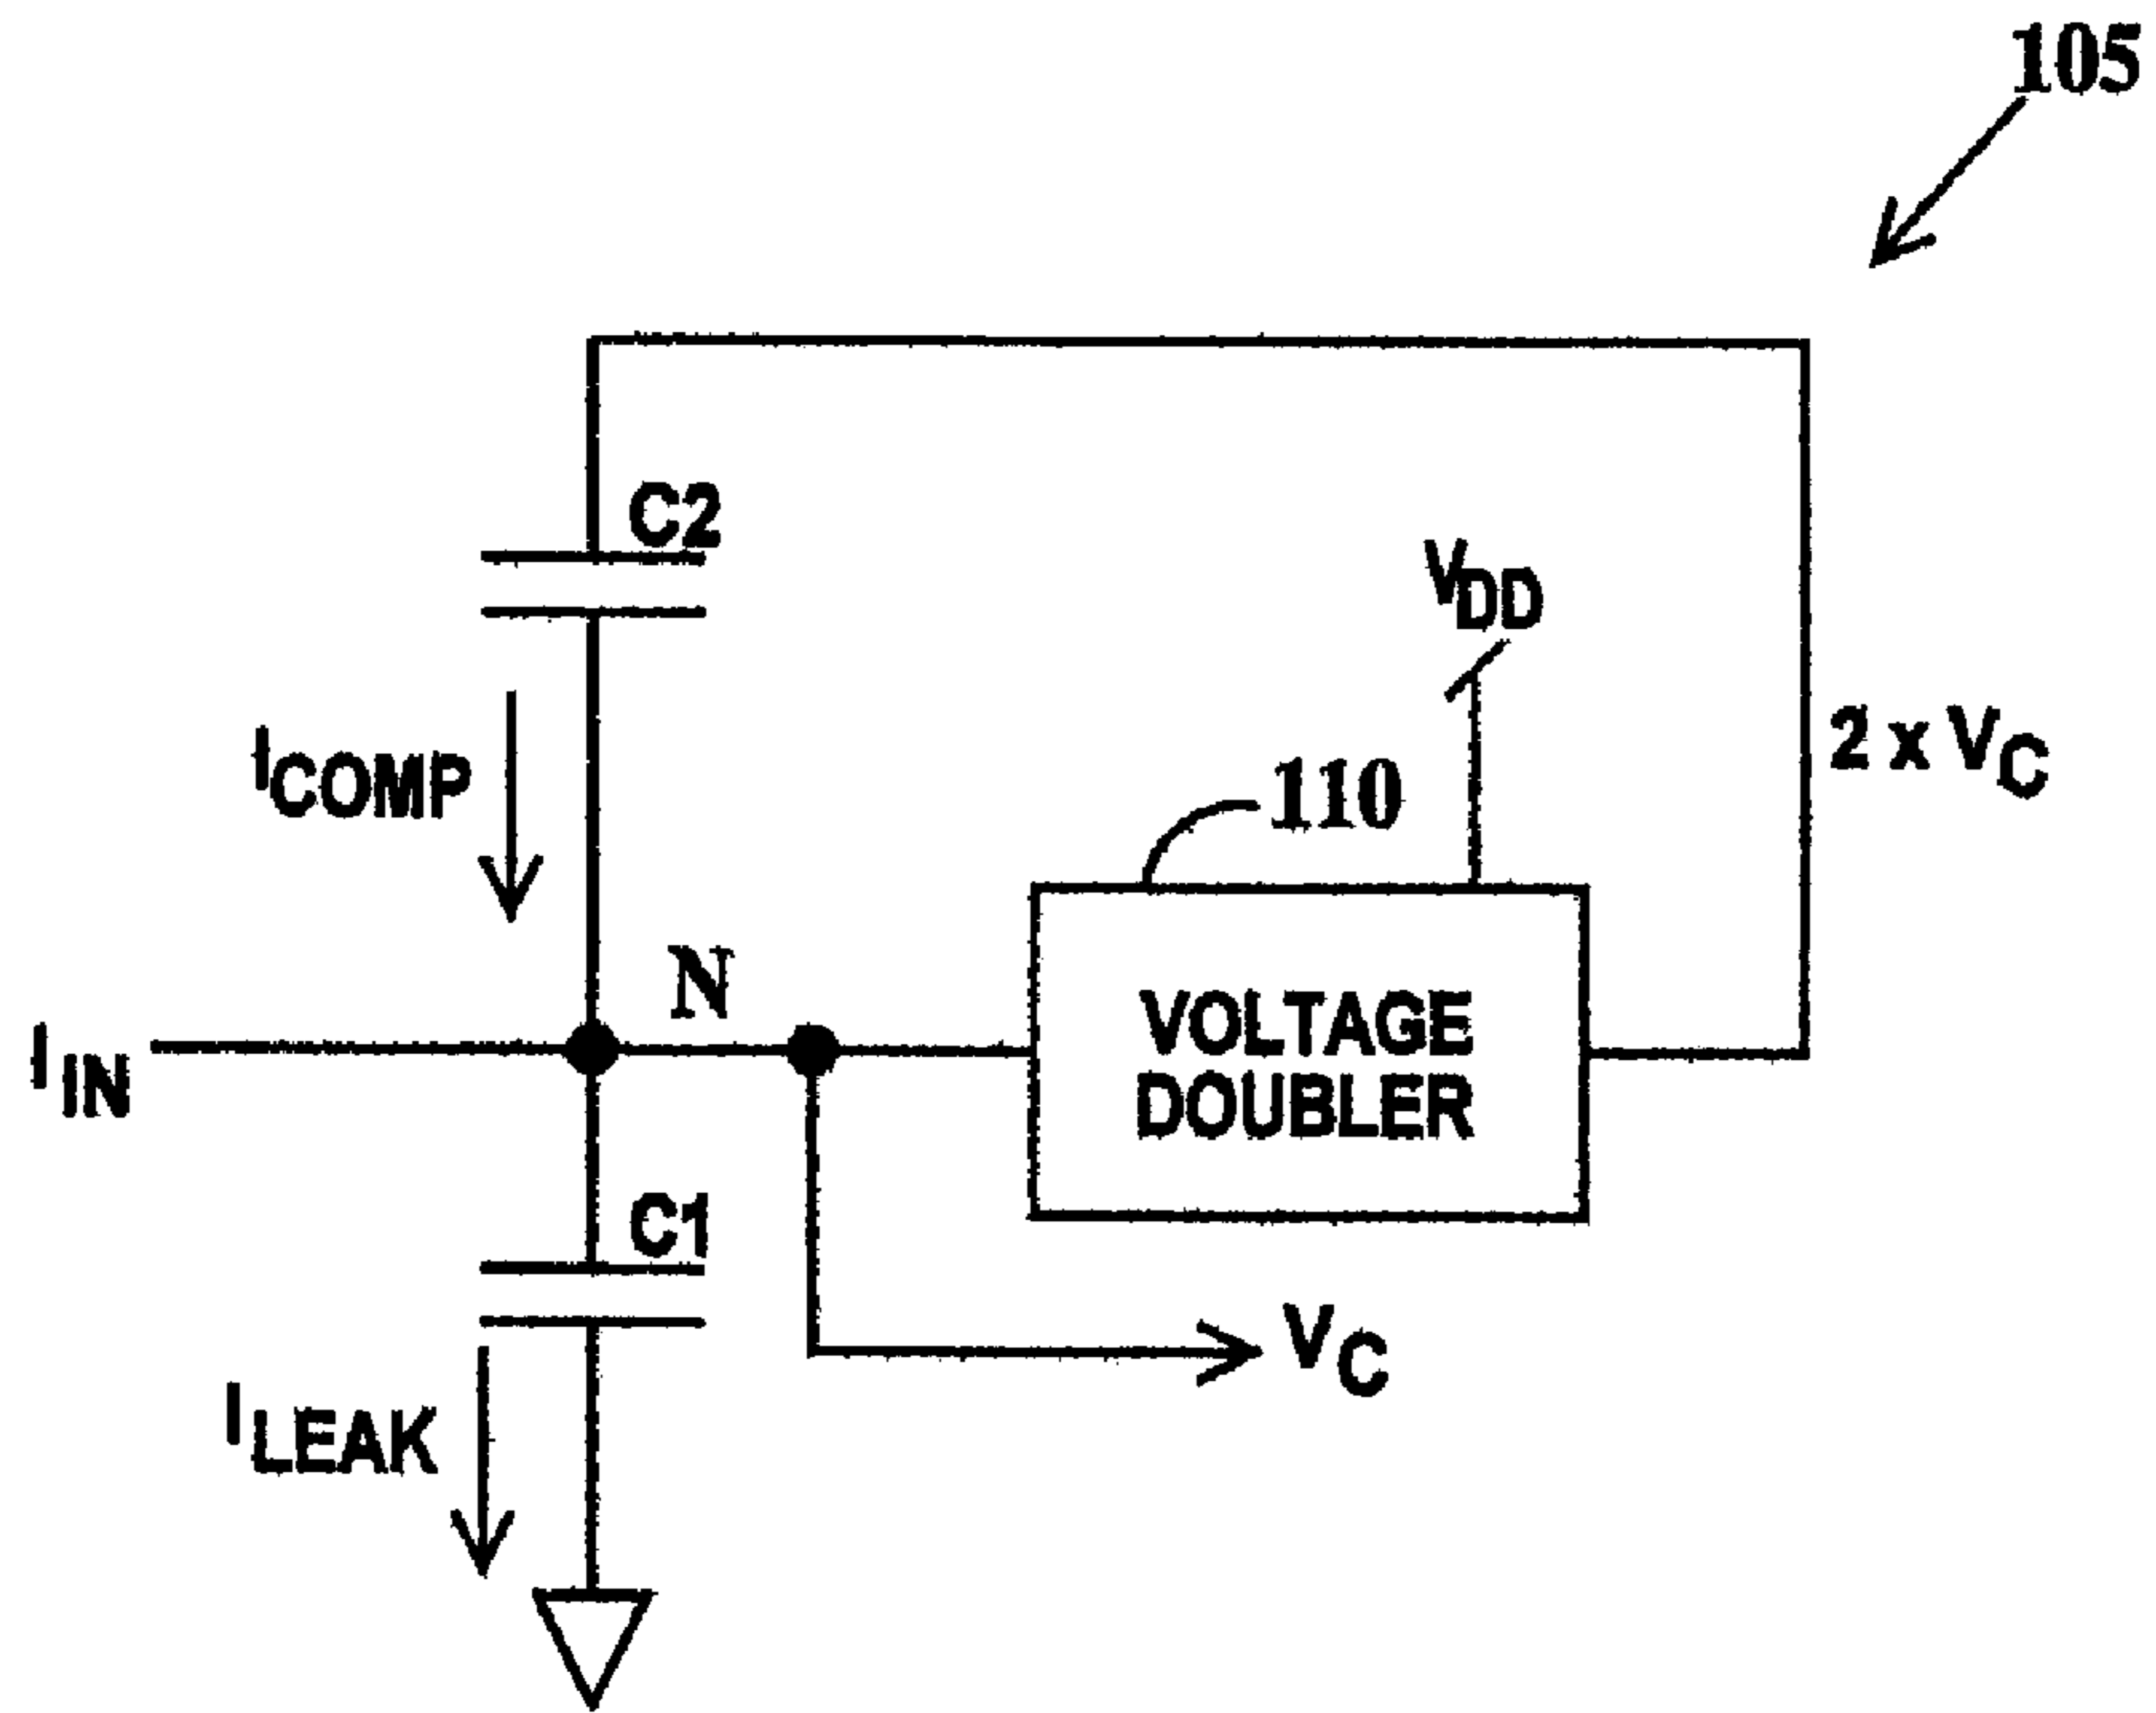 105
C2
VDD
ICOMP
2 x VC
110
N
VOLTAGE
DOUBLER
IIN
C1
VC
ILEAK